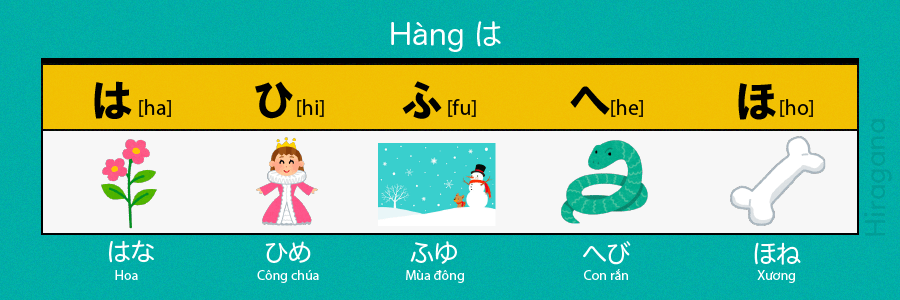 Hàng は
は [ha] ひ [hi] ふ [fu] へ [he] ほ [ho]
はな ひめ ふゆ へび ほね
Hoa Công chúa Mùa đông Con rắn Xương
Hiragana